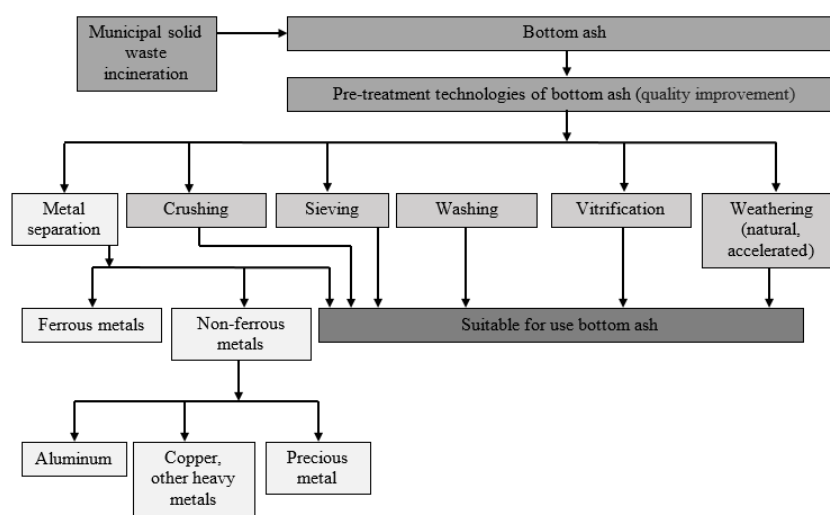 Municipal solid
waste
incineration
Bottom ash
Pre-treatment technologies of bottom ash (quality improvement)
Metal
separation
Crushing
Sieving
Washing
Vitrification
Weathering
(natural,
accelerated)
Ferrous metals
Non-ferrous
metals
Suitable for use bottom ash
Aluminum
Copper,
other heavy
metals
Precious
metal